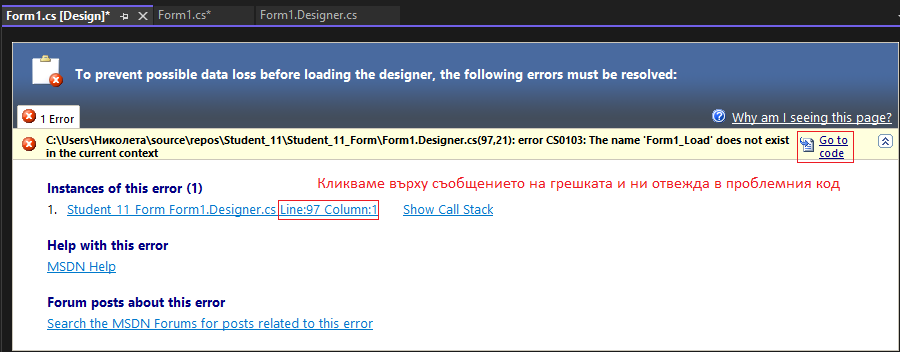 Form1.cs [Design]*
Form1.cs*
Form1.Designer.cs
To prevent possible data loss before loading the designer, the following errors must be resolved:
1 Error
Why am I seeing this page?
C:\Users\Николета\source\repos\Student_11\Student_11_Form\Form1.Designer.cs(97,21): error CS0103: The name 'Form1_Load' does not exist
in the current context
Go to
code
Instances of this error (1)
Кликваме върху съобщението на грешката и ни отвежда в проблемния код
1. Student_11_Form Form1.Designer.cs Line:97 Column:1
Show Call Stack
Help with this error
MSDN Help
Forum posts about this error
Search the MSDN Forums for posts related to this error